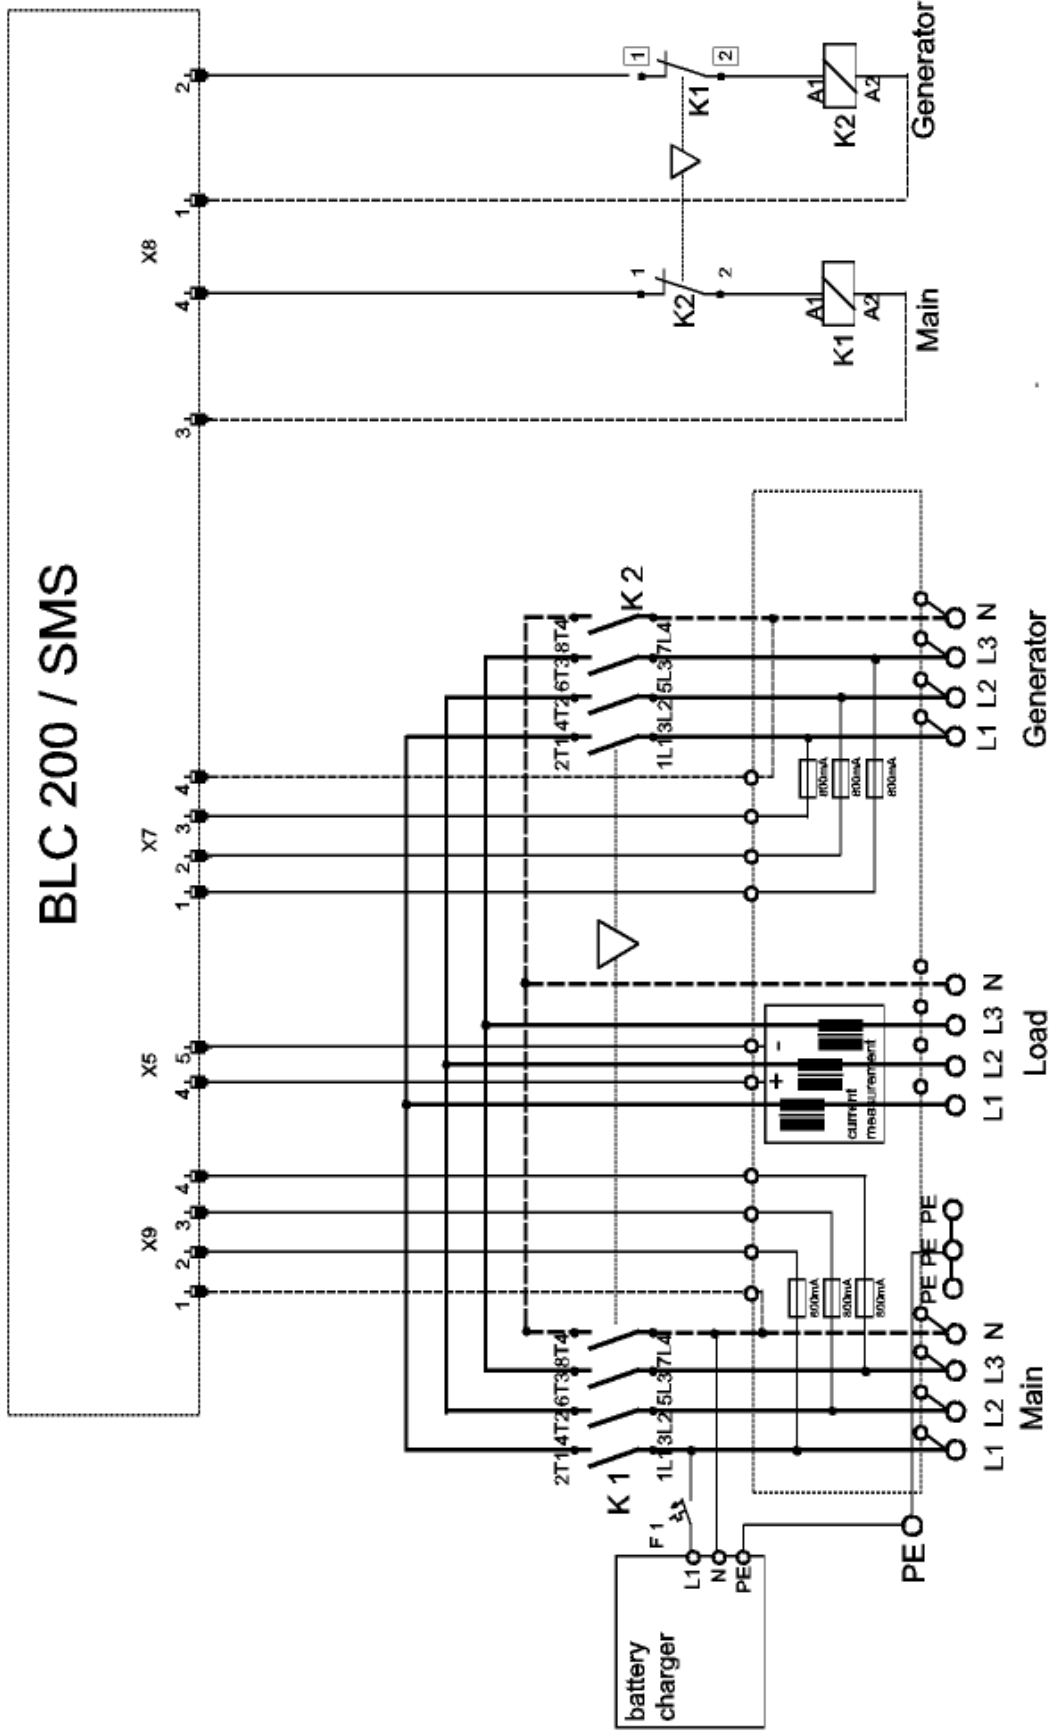 BLC 200 / SMS
X9
X5
X7
X8
1
2
3
4
4
5
1
2
3
4
3
4
1
2
K 1
2T1 4T2 6T3 8T4
1L1 3L2 5L3 7L4
K 2
2T1 4T2 6T3 8T4
1L1 3L2 5L3 7L4
K2
1
2
K1
1
2
K1
A1
A2
Main
K2
A1
A2
Generator
F 1
battery
charger
L1
N
PE
PE
800mA
800mA
800mA
PE PE PE
+ -
current
measurement
800mA
800mA
800mA
L1 L2 L3 N
Main
L1 L2 L3 N
Load
L1 L2 L3 N
Generator